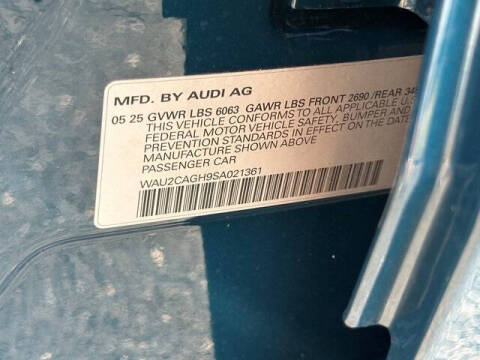 MFD. BY AUDI AG
05 25 GVWR LBS 6063 GAWR LBS FRONT 2690 /REAR
THIS VEHICLE CONFORMS TO ALL APPLICABLE U.S.
FEDERAL MOTOR VEHICLE SAFETY, BUMPER AND
PREVENTION STANDARDS IN EFFECT ON THE DATE
MANUFACTURE SHOWN ABOVE
PASSENGER CAR
WAU2CAGH9SA021361